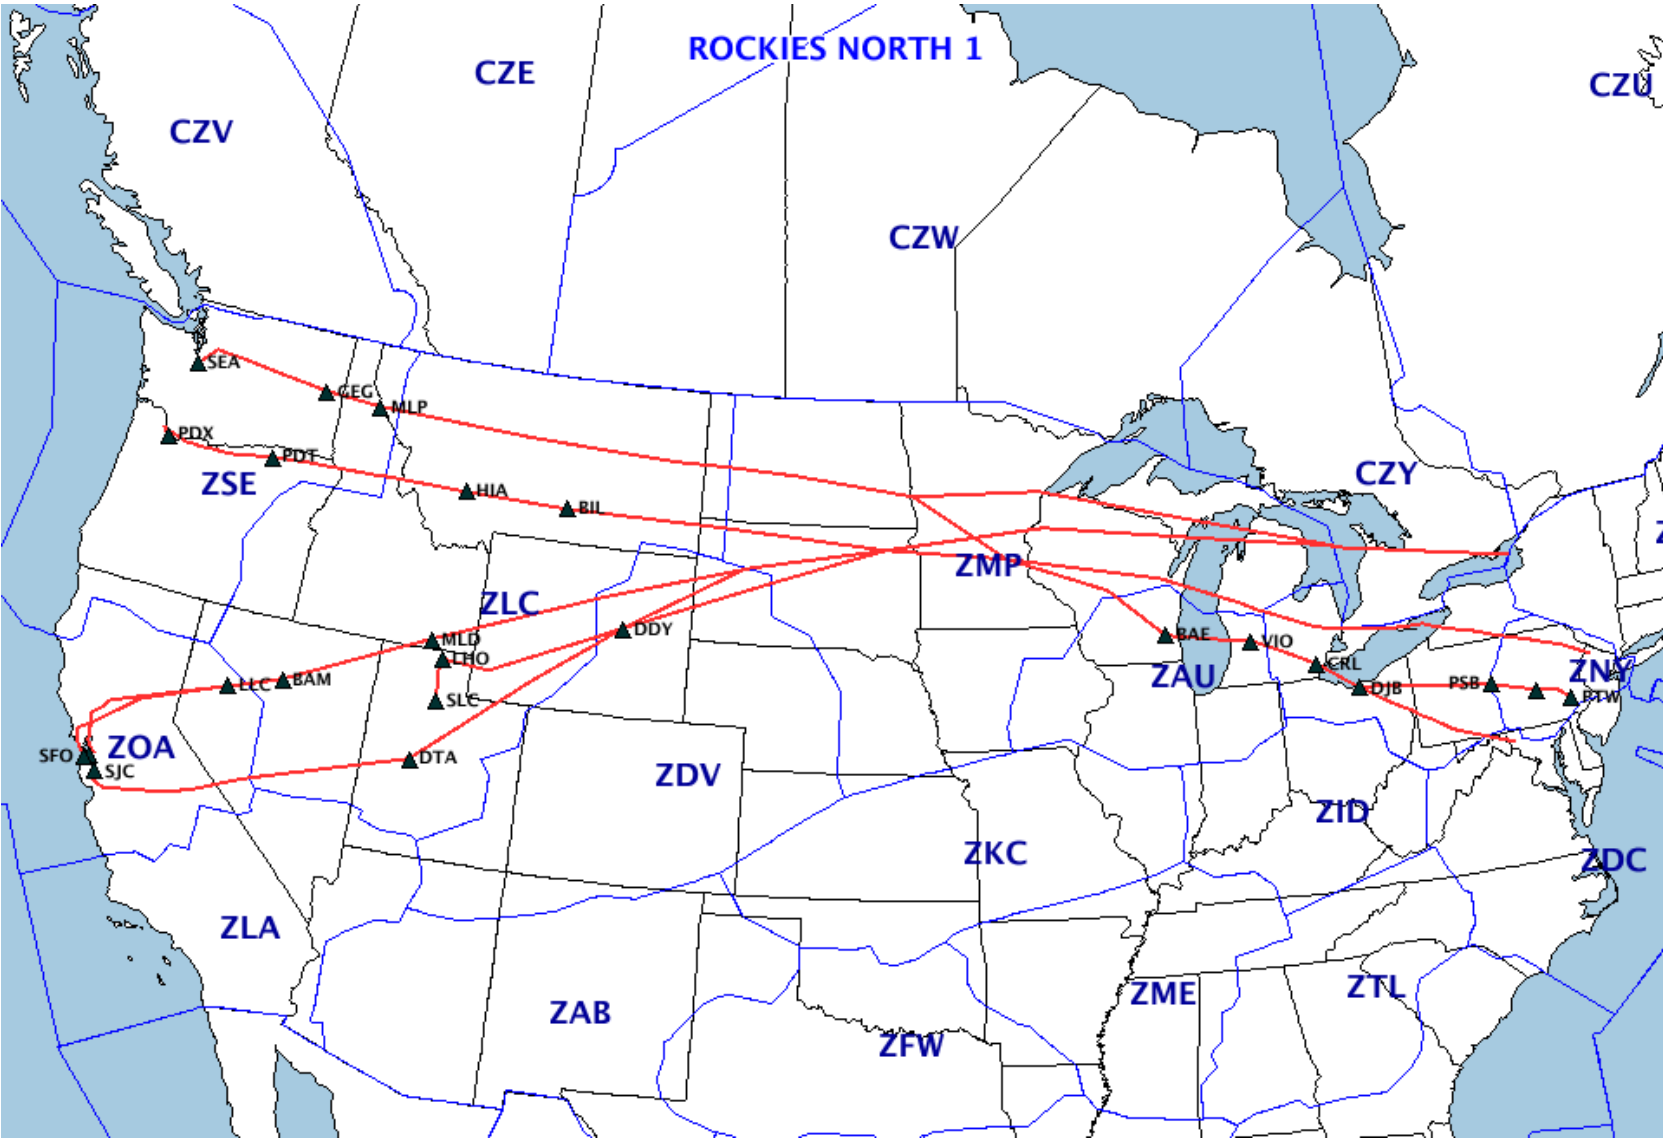 ROCKIES NORTH 1
CZE
CZU
CZV
CZW
SEA
GEG
MLP
PDX
PDT
ZSE
CZY
HIA
BIL
ZMP
ZLC
DDY
MLD
LHO
BAE
VIO
CRL
ZNY
LLC
BAM
SLC
ZAU
DJB
PSB
PTW
SFO
ZOA
SJC
DTA
ZDV
ZID
ZKC
ZDC
ZLA
ZAB
ZME
ZTL
ZFW